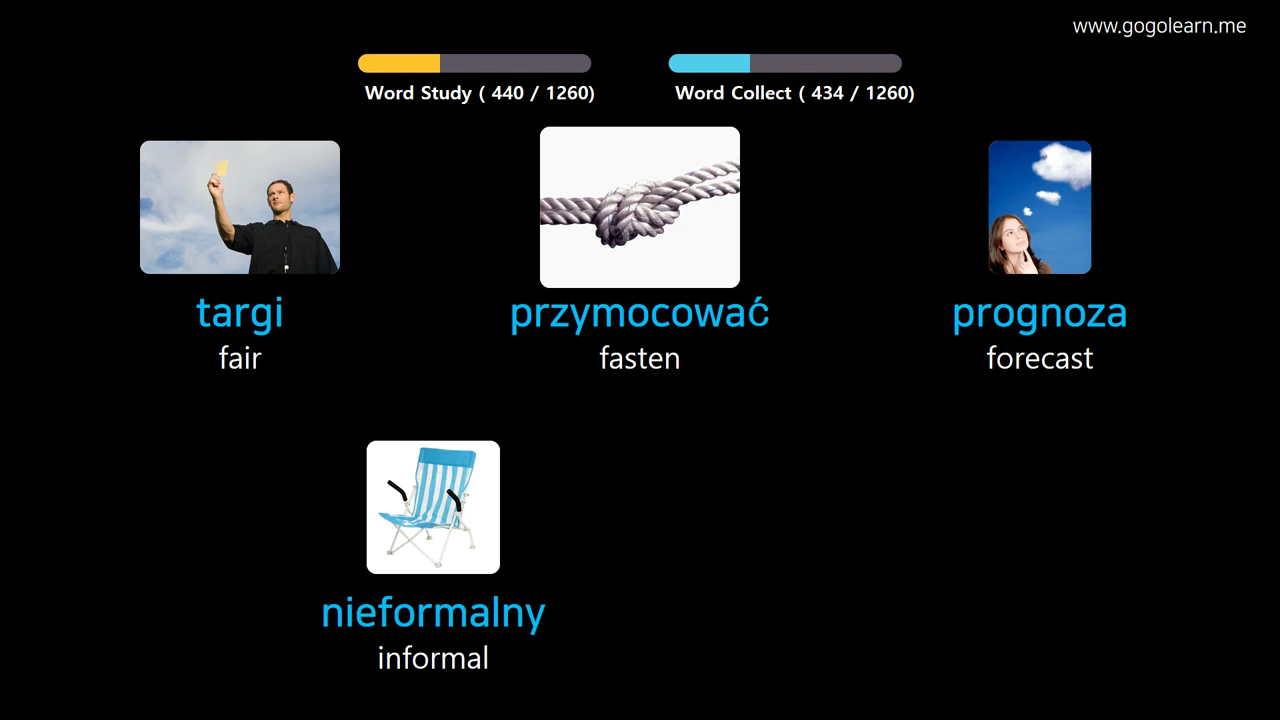 www.gogolearn.me
Word Study ( 440 / 1260)
Word Collect ( 434 / 1260)
targi
fair
przymocować
fasten
prognoza
forecast
nieformalny
informal